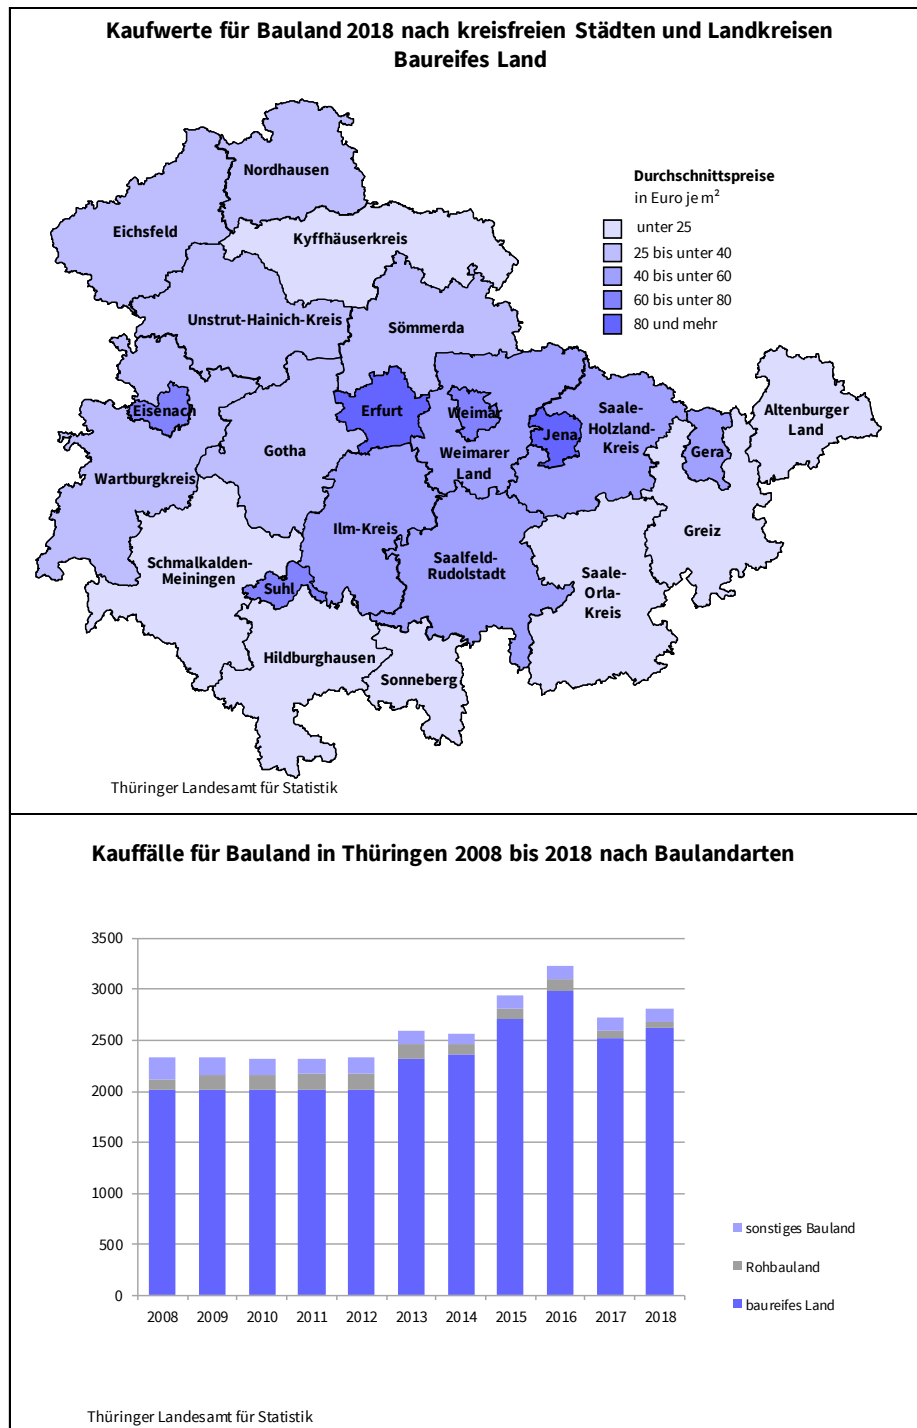 Kaufwerte für Bauland 2018 nach kreisfreien Städten und Landkreisen
Baureifes Land
Durchschnittspreise
in Euro je m²
unter 25
25 bis unter 40
40 bis unter 60
60 bis unter 80
80 und mehr
Nordhausen
Eichsfeld
Kyffhäuserkreis
Unstrut-Hainich-Kreis
Sömmerda
Eisenach
Erfurt
Weimar
Jena
Saale-
Holzland-
Kreis
Altenburger
Land
Gotha
Weimarer
Land
Gera
Wartburgkreis
Ilm-Kreis
Greiz
Schmalkalden-
Meiningen
Saalfeld-
Rudolstadt
Suhl
Saale-
Orla-
Kreis
Hildburghausen
Sonneberg
Thüringer Landesamt für Statistik
Kauffälle für Bauland in Thüringen 2008 bis 2018 nach Baulandarten
3500
3000
2500
2000
1500
1000
500
0
2008 2009 2010 2011 2012 2013 2014 2015 2016 2017 2018
sonstiges Bauland
Rohbauland
baureifes Land
Thüringer Landesamt für Statistik